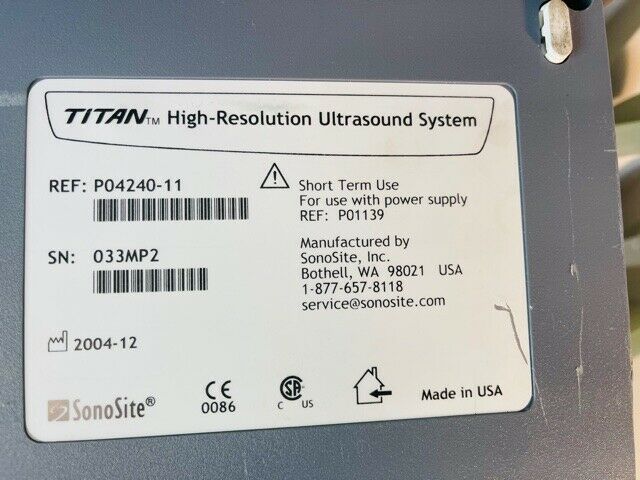 TITAN™ High-Resolution Ultrasound System
REF: P04240-11
Short Term Use
For use with power supply
REF: P01139
SN: 033MP2
Manufactured by
SonoSite, Inc.
Bothell, WA 98021 USA
1-877-657-8118
service@sonosite.com
2004-12
SonoSite®
CE
0086
SA
C US
Made in USA